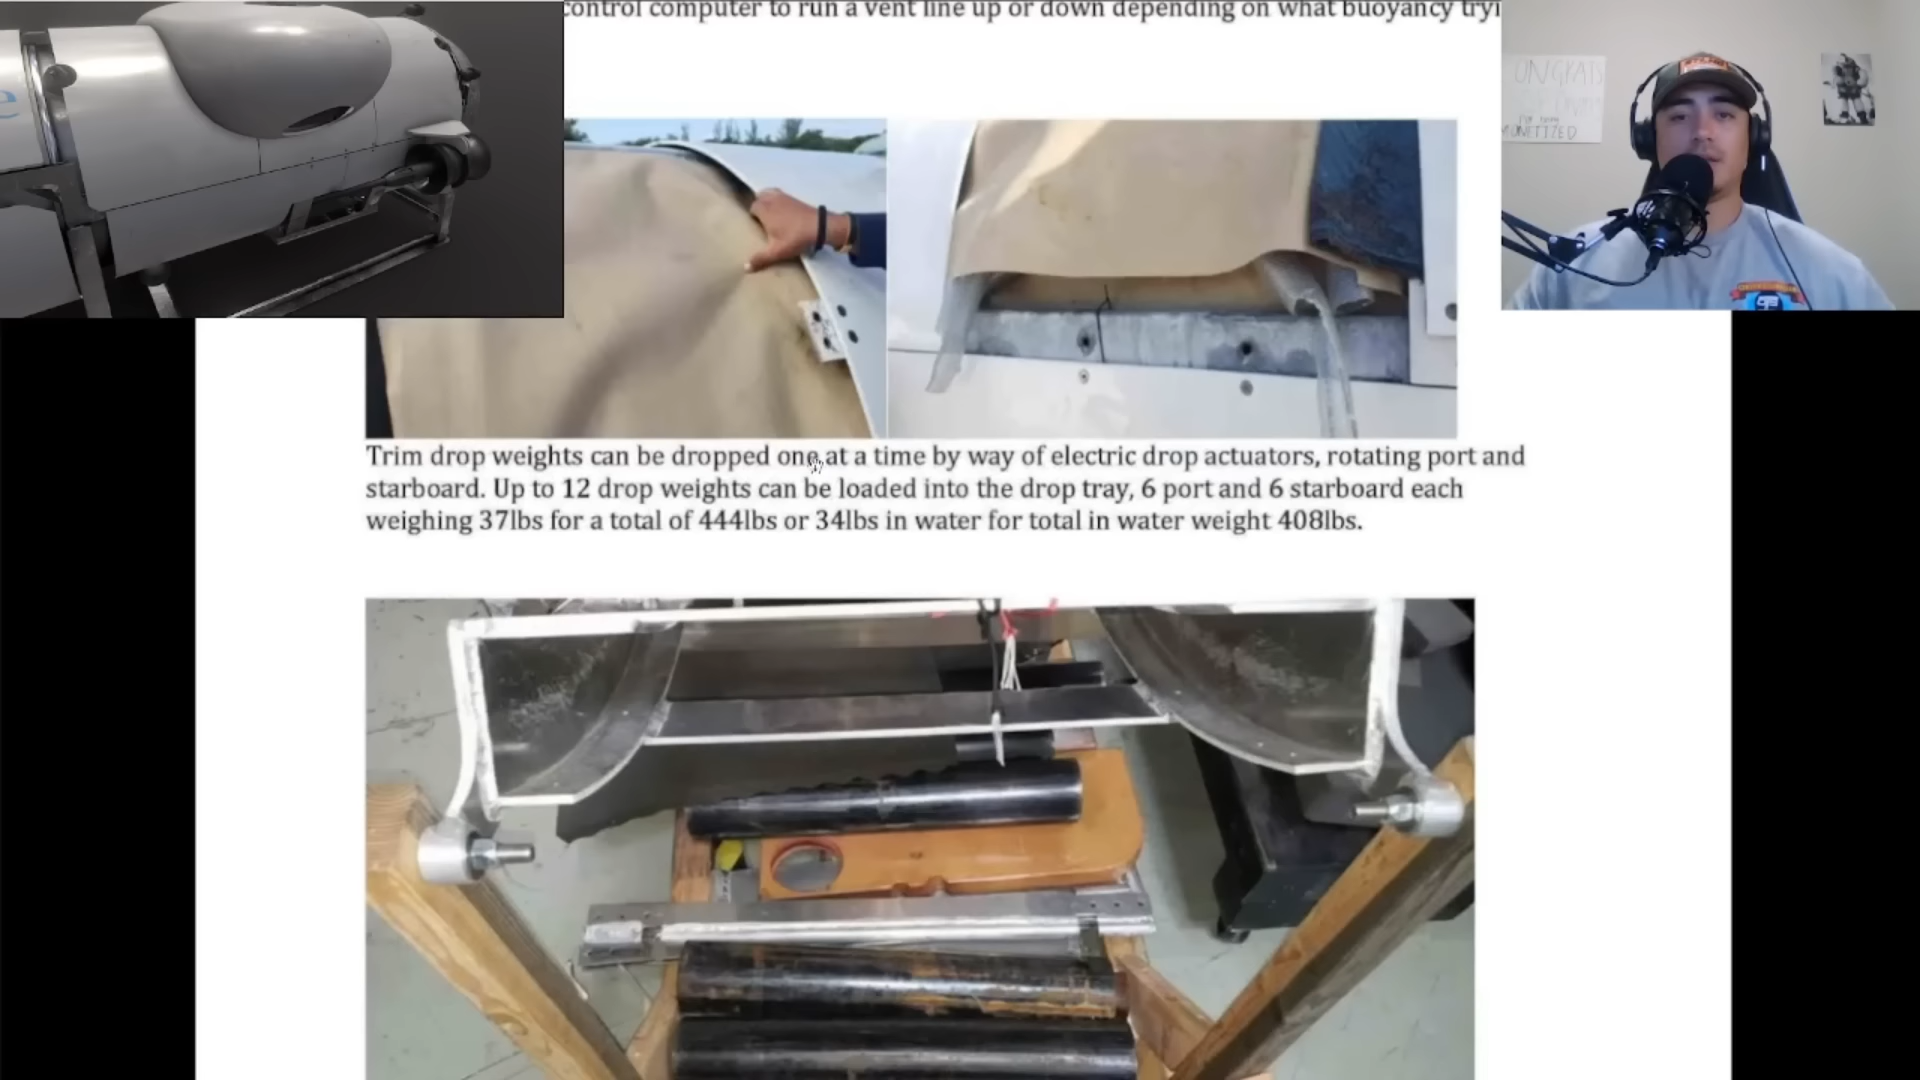 control computer to run a vent line up or down depending on what buoyancy tryi
e
Trim drop weights can be dropped one at a time by way of electric drop actuators, rotating port and
starboard. Up to 12 drop weights can be loaded into the drop tray, 6 port and 6 starboard each
weighing 37lbs for a total of 444lbs or 34lbs in water for total in water weight 408lbs.
MONETIZED